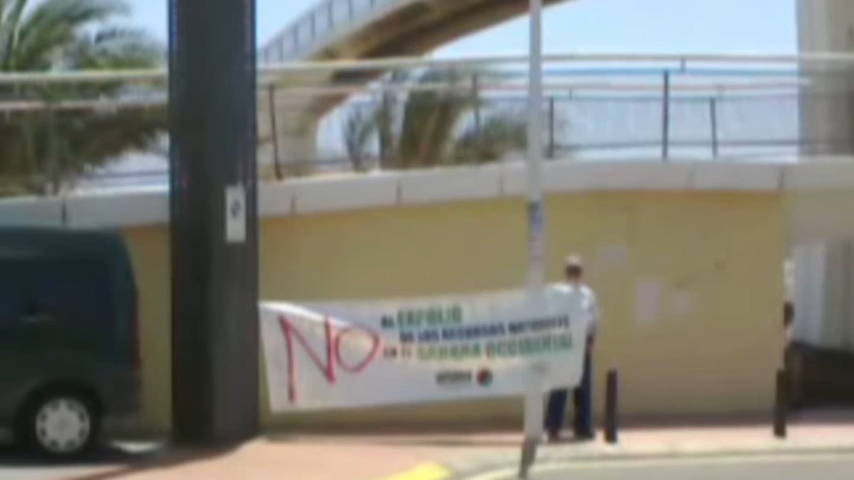 NO
AL EXPOLIO
DE LOS RECURSOS NATURALES
EN EL SAHARA OCCIDENTAL